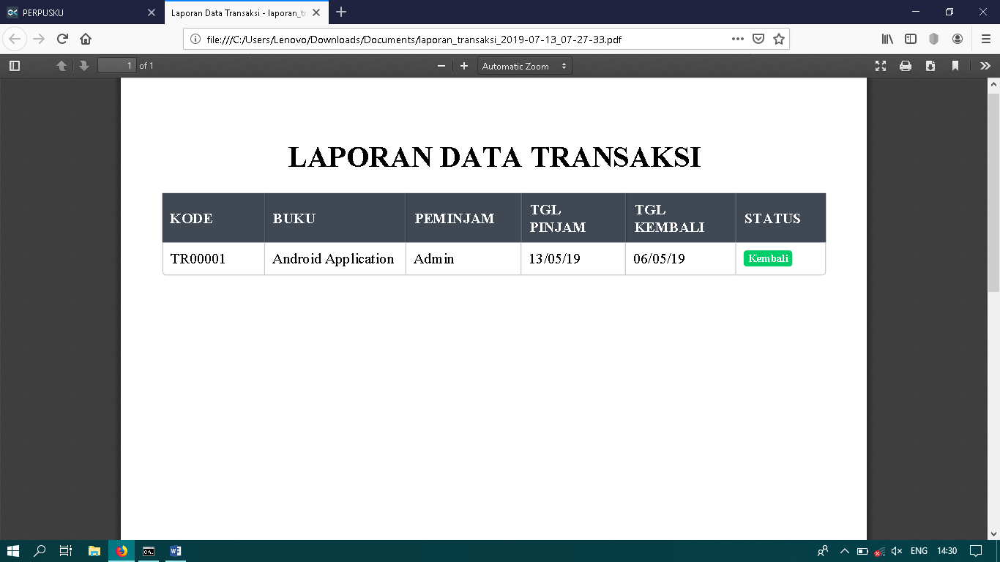 PERPUSKU
Laporan Data Transaksi - laporan_tr
file:///C:/Users/Lenovo/Downloads/Documents/laporan_transaksi_2019-07-13_07-27-33.pdf
1 of 1
Automatic Zoom
LAPORAN DATA TRANSAKSI
KODE BUKU PEMINJAM TGL PINJAM TGL KEMBALI STATUS
TR00001 Android Application Admin 13/05/19 06/05/19 Kembali
ENG 14:30